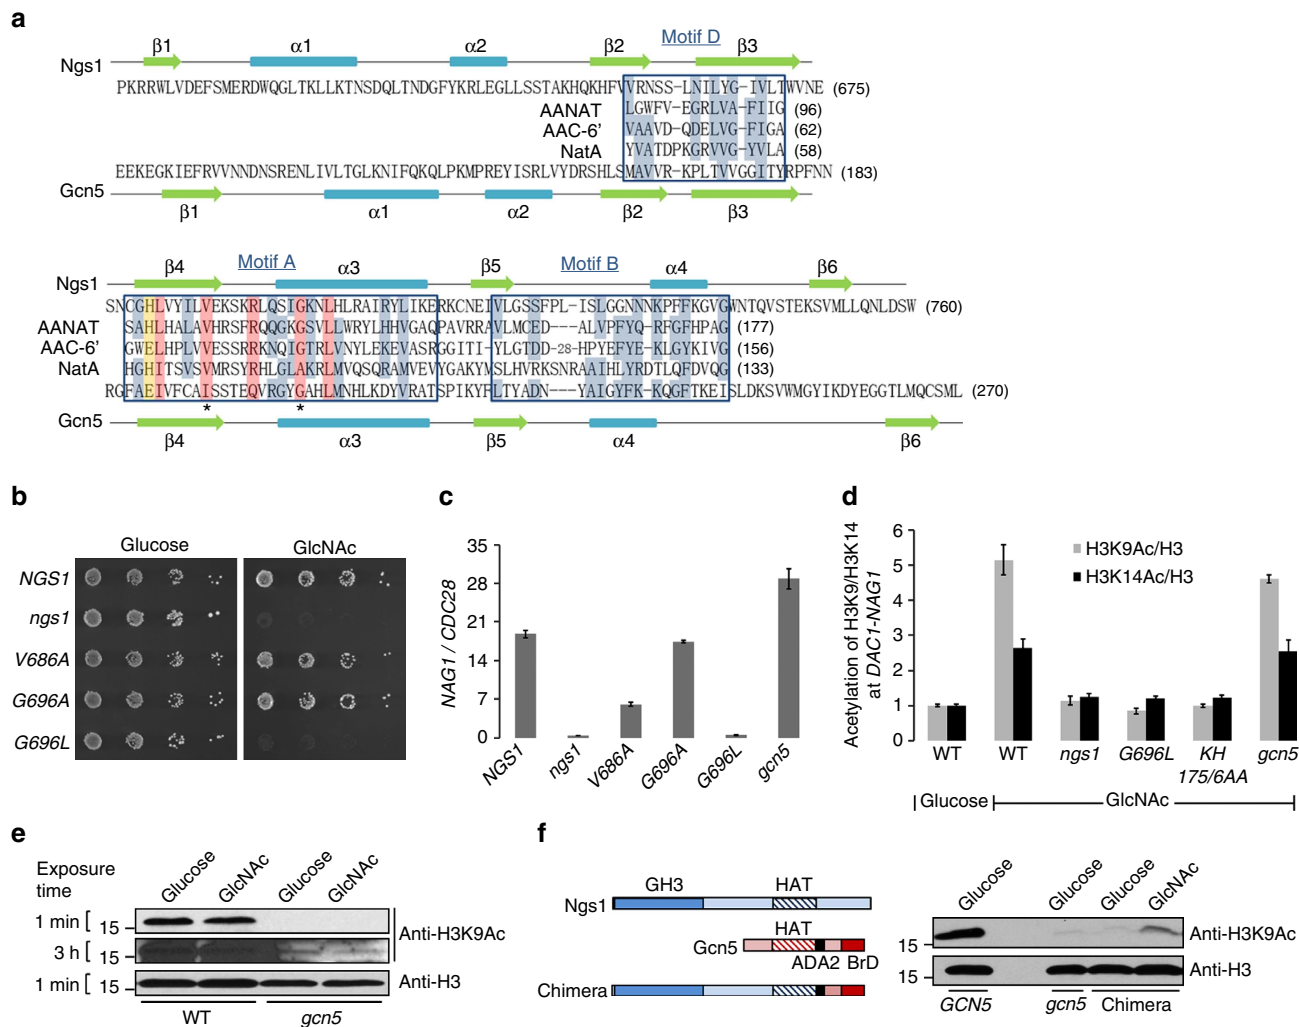 a
β1 α1 α2 β2 Motif D β3
Ngs1
PKRRWLVDEFSMERDWQGLTKLLKTNSDQLTNDGFYKRLEGLLSSTAKHQKHFVVRNSS-LNILYG-IVLTWVNE (675)
AANAT LGWFV-EGRLVA-FIIG (96)
AAC-6' VAAVD-QDELVG-FIGA (62)
NatA YVATDPKGRVVG-YVLA (58)
EEKEGKIEFRVVNNDNSRENLIVLTGLKNIFQKQLPKMPREYISRLVYDRSHLSMAVVR-KPLTVVGGITYRPFNN (183)
Gcn5
β1 α1 α2 β2 β3
β4 Motif A α3 β5 Motif B α4 β6
Ngs1
SNCGHLVYILVEKSKRLQSIGKNLHLRAIRYLIKERKCNEIVLGSSFPL-ISLGGNNNKPFFKGVGWNTQVSTEKSVMLLQNLDSW (760)
AANAT SAHLHALAVHRSFRQQGKGSVLLWRYLHHVGAQPAVRRAVLMCED---ALVPFYQ-RFGFHPAG (177)
AAC-6' GWELHPLVVESSRRKNQIGTRLVNYLEKEVASRGGITI-YLGTDD-28-HPYEFYE-KLGYKIVG (156)
NatA HGHITSVSVMRSYRHLGLAKRLMVQSQRAMVEVYGAKYMSLHVRKSNRAAIHLYRDTLQFDVQG (133)
RGFAEIVFCAISSTEQVRGYGAHLMNHLKDYVRATSPIKYFLTYADN---YAIGYFK-KQGFTKEISLDKSVWMGYIKDYEGGTLMQCSML (270)
* *
Gcn5
β4 α3 β5 α4 β6
b
Glucose GlcNAc
NGS1
ngs1
V686A
G696A
G696L
c
NAG1 / CDC28
35
28
21
14
7
0
NGS1 ngs1 V686A G696A G696L gcn5
d
Acetylation of H3K9/H3K14
at DAC1-NAG1
6
5
4
3
2
1
0
H3K9Ac/H3
H3K14Ac/H3
WT WT ngs1 G696L KH gcn5
175/6AA
Glucose GlcNAc
e
Exposure
time
Glucose GlcNAc Glucose GlcNAc
1 min [ 15
Anti-H3K9Ac
3 h [ 15
1 min [ 15 Anti-H3
WT gcn5
f
GH3 HAT
Ngs1
HAT
Gcn5
ADA2 BrD
Chimera
Glucose Glucose Glucose GlcNAc
15 Anti-H3K9Ac
15 Anti-H3
GCN5 gcn5 Chimera